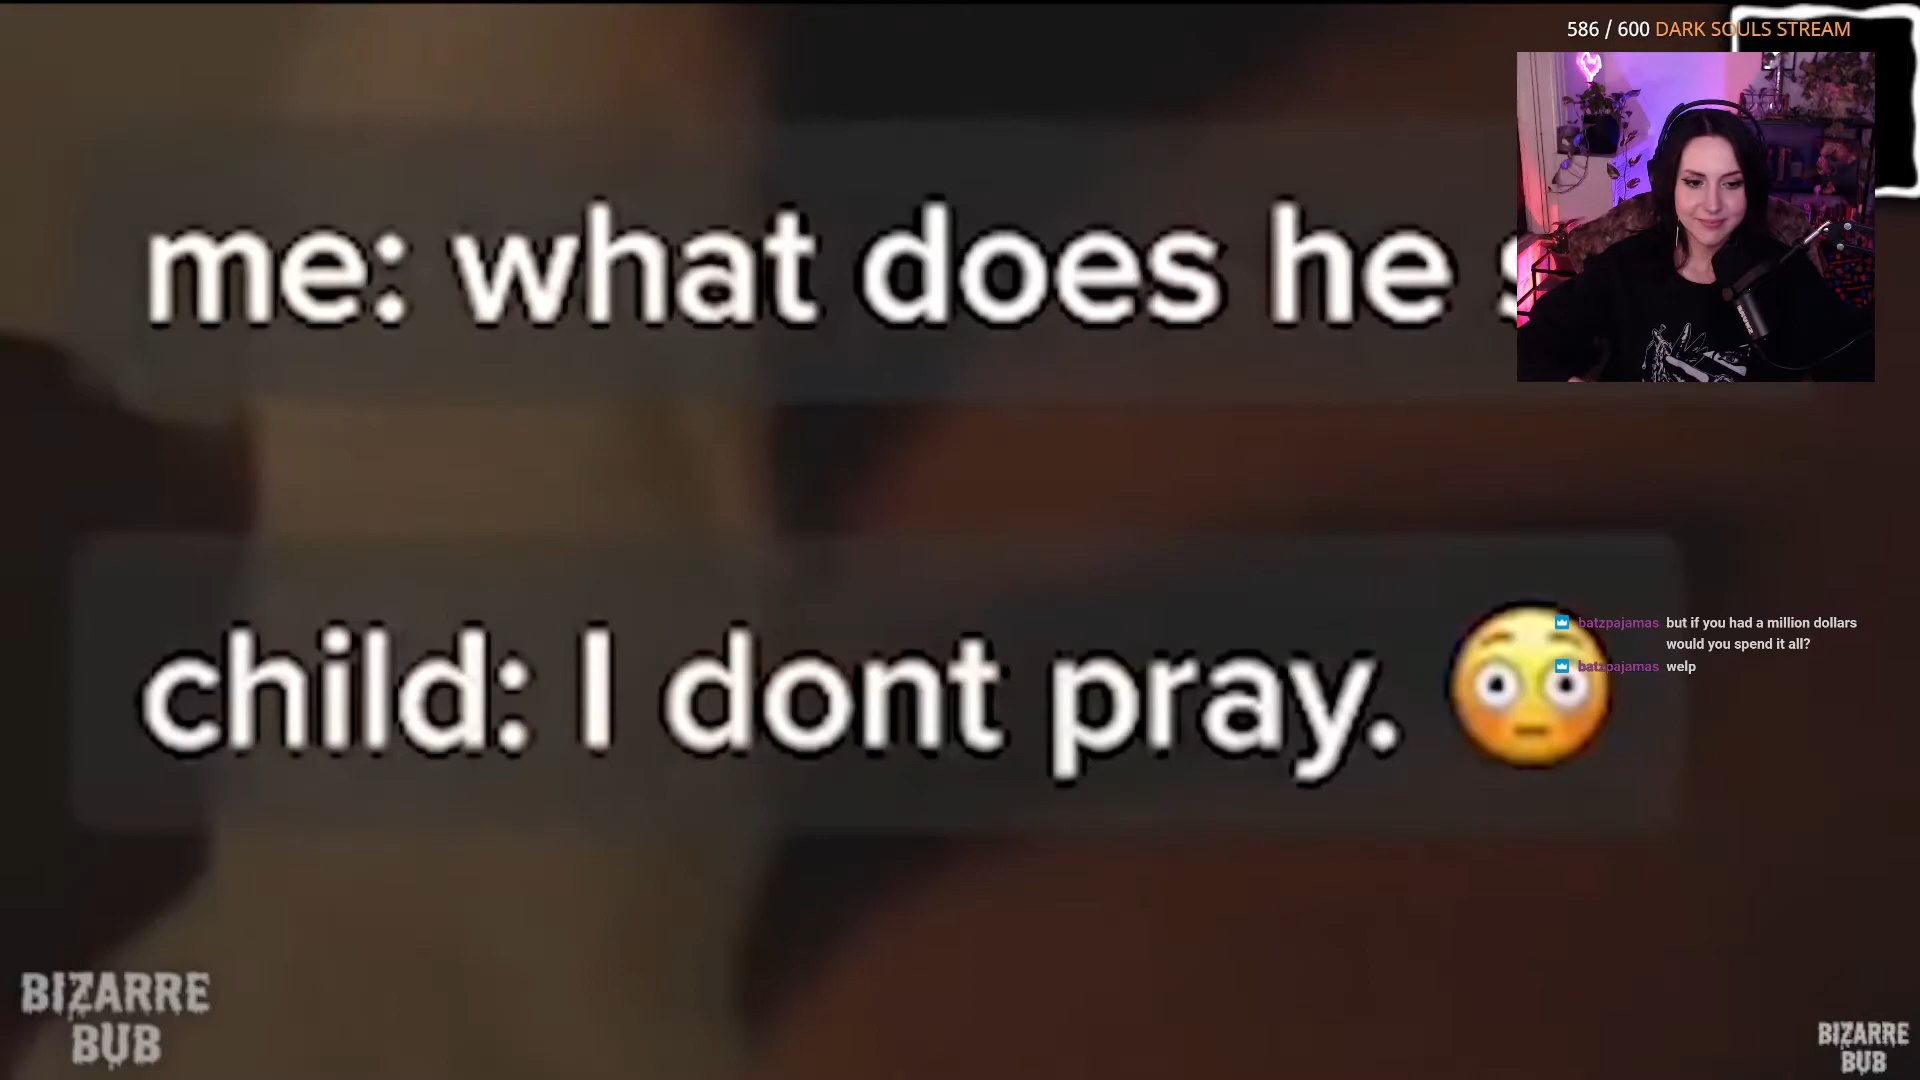 586 / 600 DARK SOULS STREAM
me: what does he
child: I dont pray. 😳
batzpajamas but if you had a million dollars
would you spend it all?
batzpajamas welp
BIZARRE
BUB
BIZARRE
BUB